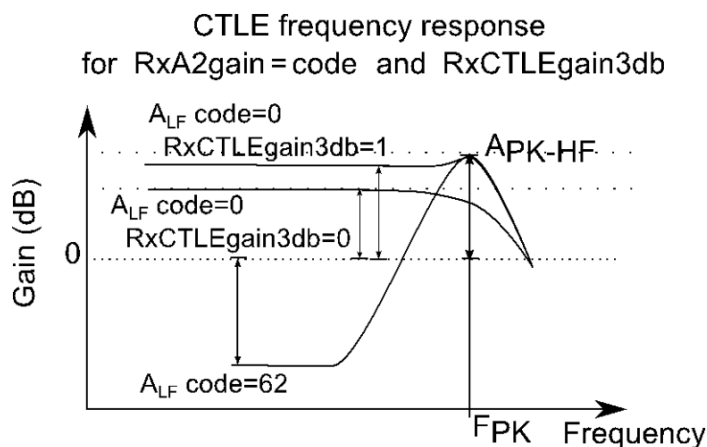 CTLE frequency response
for RxA2gain=code and RxCTLEgain3db
ALF code=0
RxCTLEgain3db=1
APK-HF
ALF code=0
RxCTLEgain3db=0
0
Gain (dB)
ALF code=62
FPK
Frequency